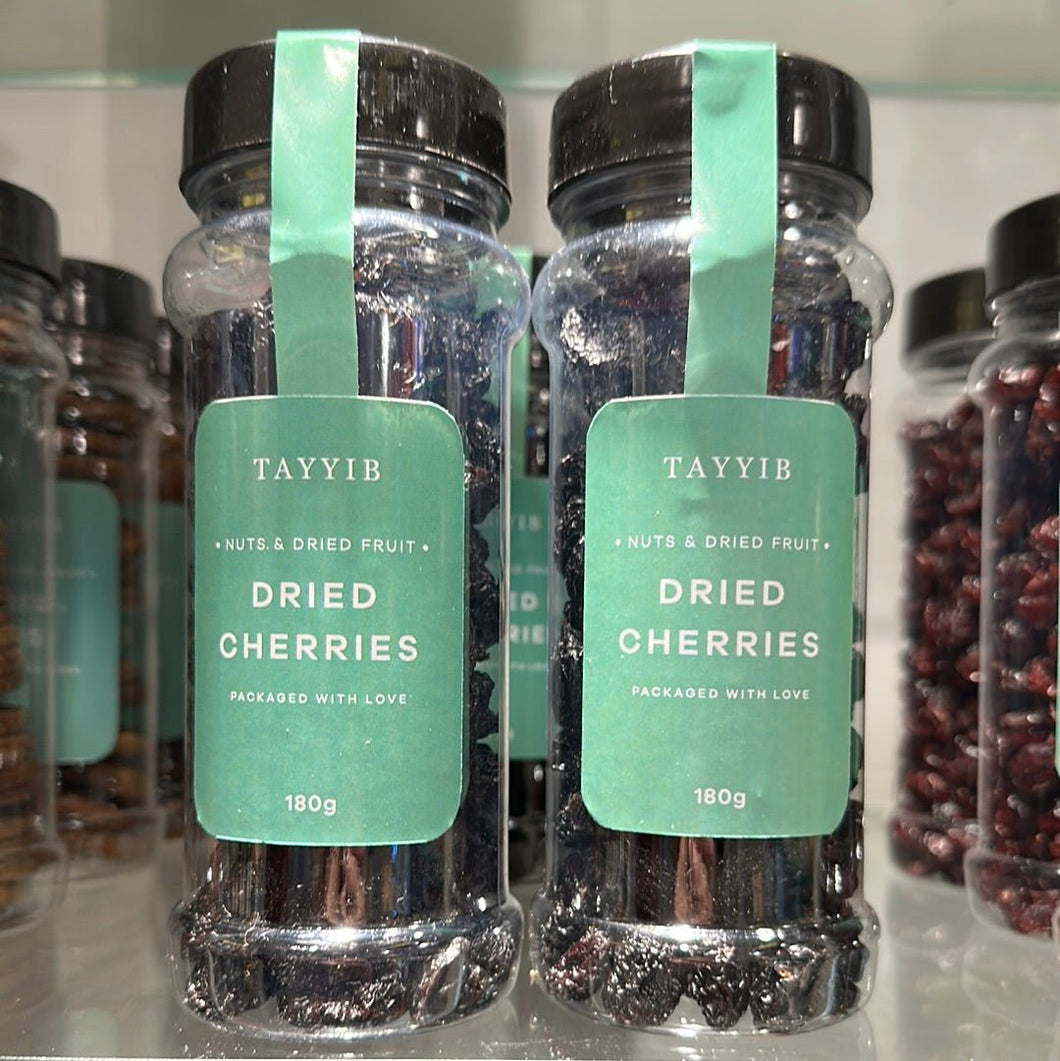 TAYYIB
• NUTS & DRIED FRUIT •
DRIED
CHERRIES
PACKAGED WITH LOVE
180g
TAYYIB
• NUTS & DRIED FRUIT •
DRIED
CHERRIES
PACKAGED WITH LOVE
180g